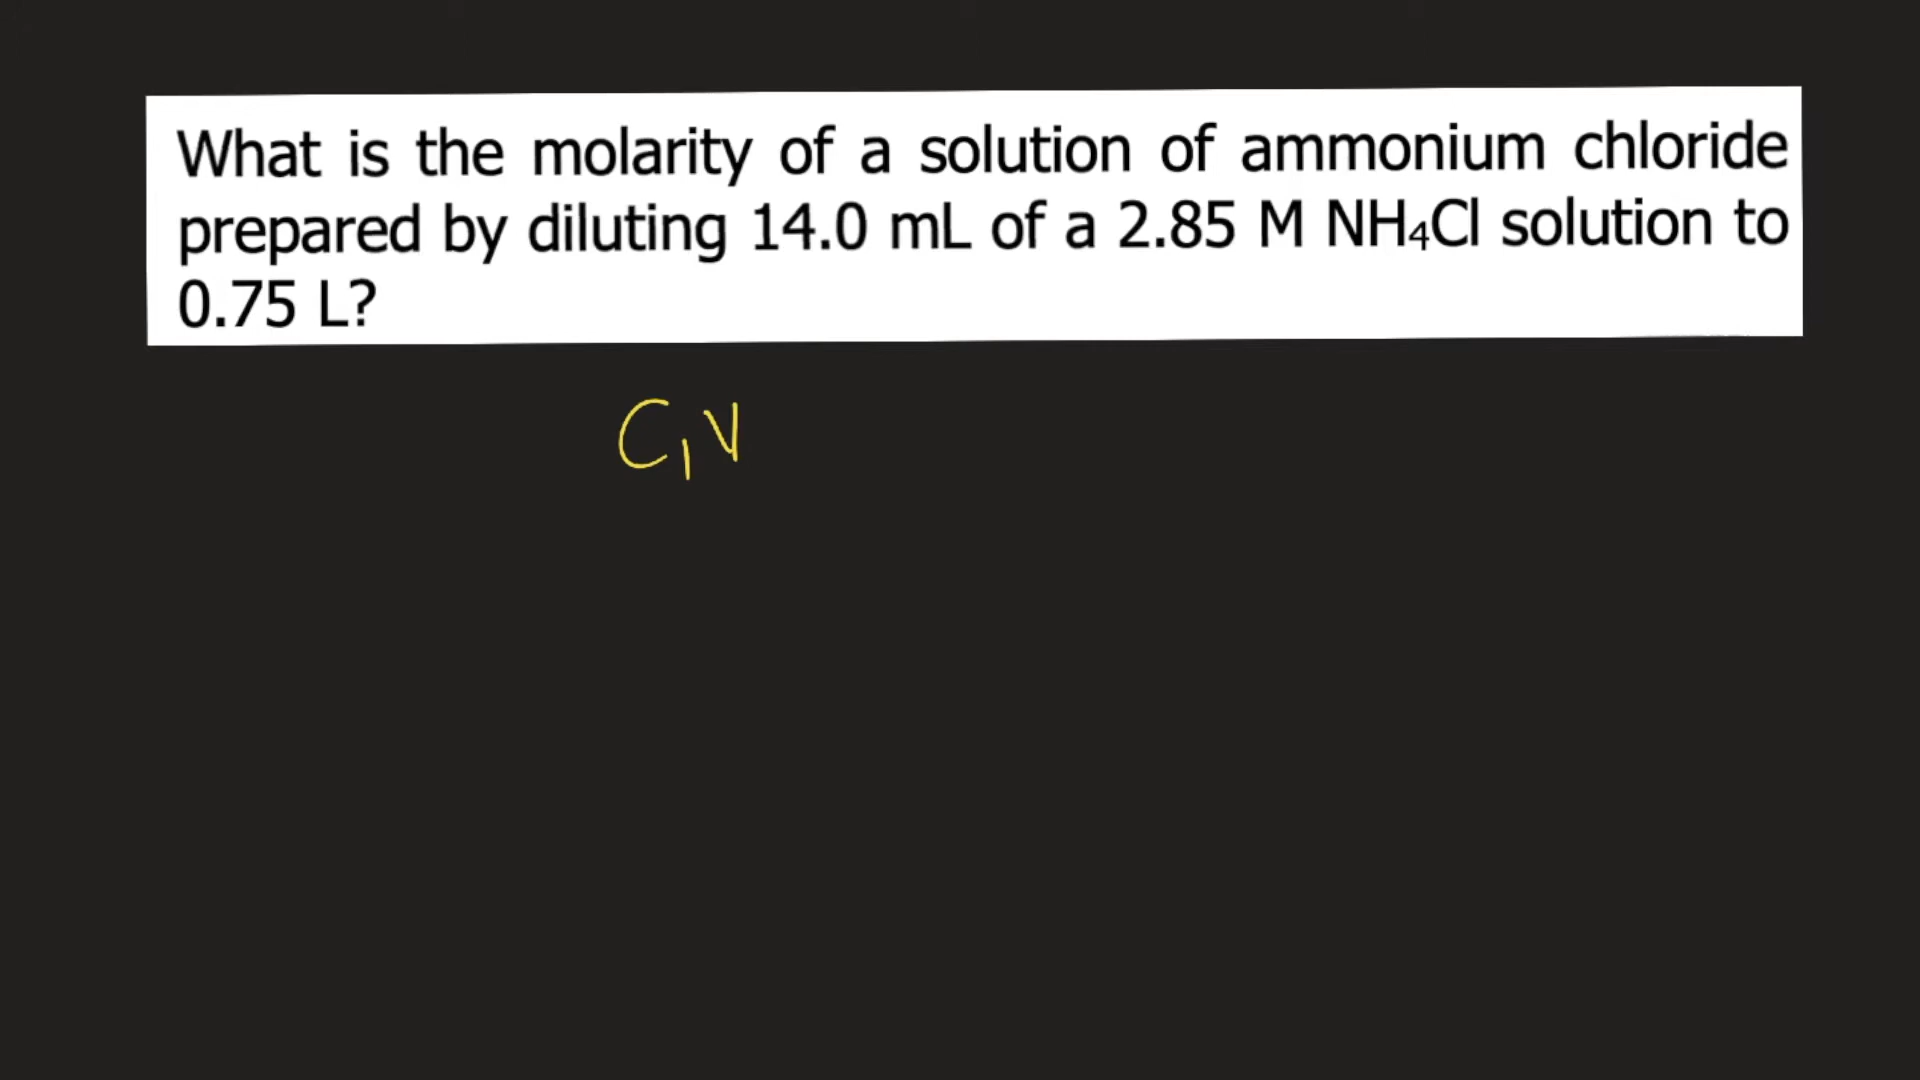 What is the molarity of a solution of ammonium chloride
prepared by diluting 14.0 mL of a 2.85 M NH₄Cl solution to
0.75 L?
C₁V